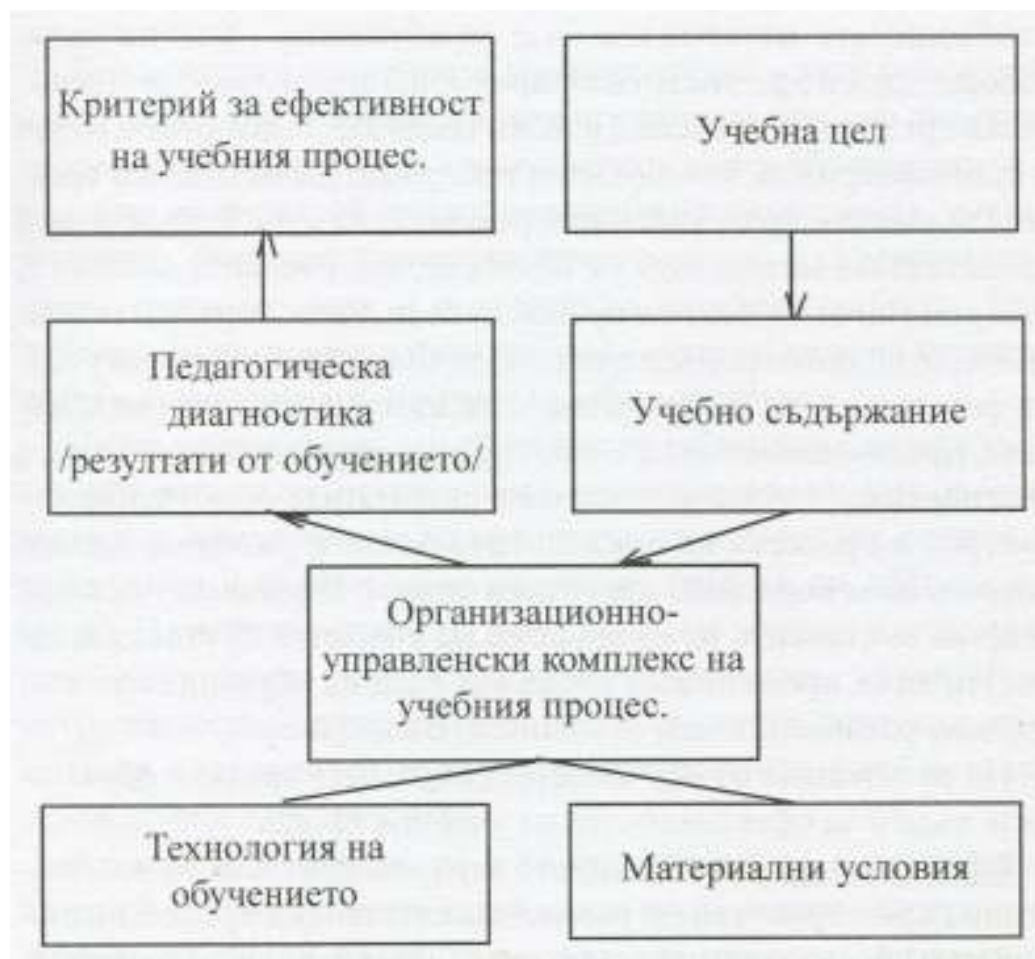 Критерий за ефективност
на учебния процес.
Учебна цел
Педагогическа
диагностика
/резултати от обучението/
Учебно съдържание
Организационно-
управленски комплекс на
учебния процес.
Технология на
обучението
Материални условия